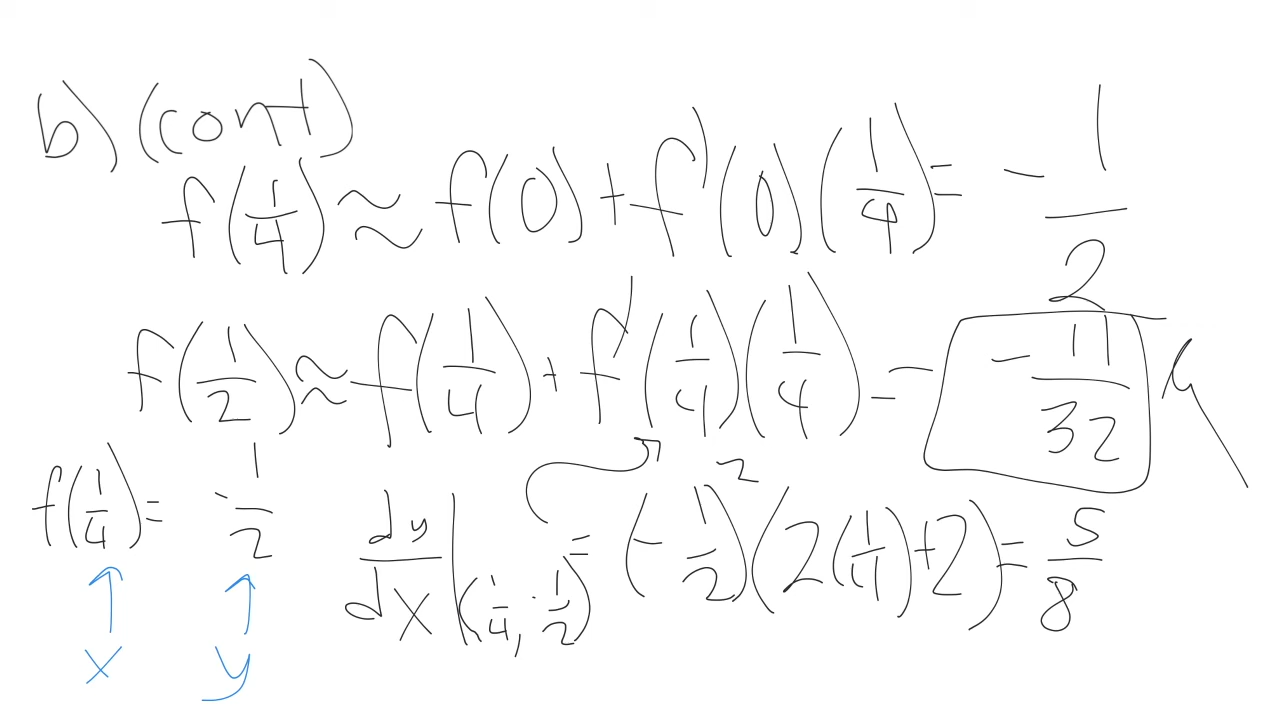 b) (cont)
f(1/4) ≈ f(0) + f'(0)(1/4) = -1/2
f(1/2) ≈ f(1/4) + f'(1/4)(1/4) = -11/32
f(1/4) = -1/2
dy/dx|(1/4, -1/2) = (-1/2)^2(2(1/4)+2) = 5/8
x y